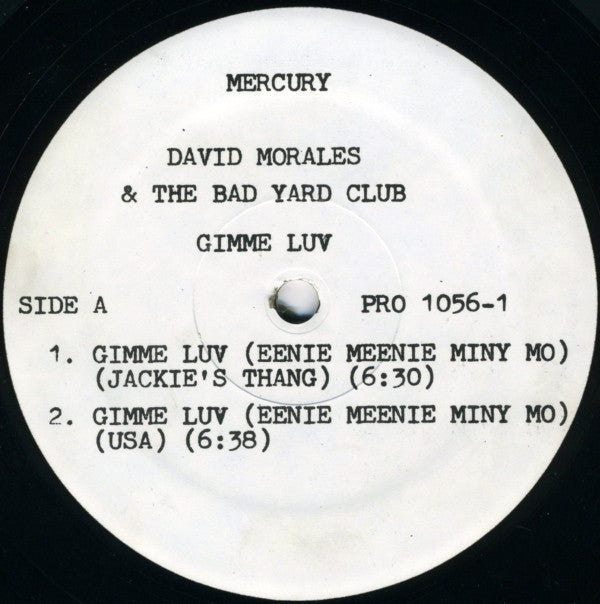 MERCURY
DAVID MORALES
& THE BAD YARD CLUB
GIMME LUV
SIDE A
PRO 1056-1
1. GIMME LUV (EENIE MEENIE MINY MO)
(JACKIE'S THANG) (6:30)
2. GIMME LUV (EENIE MEENIE MINY MO)
(USA) (6:38)